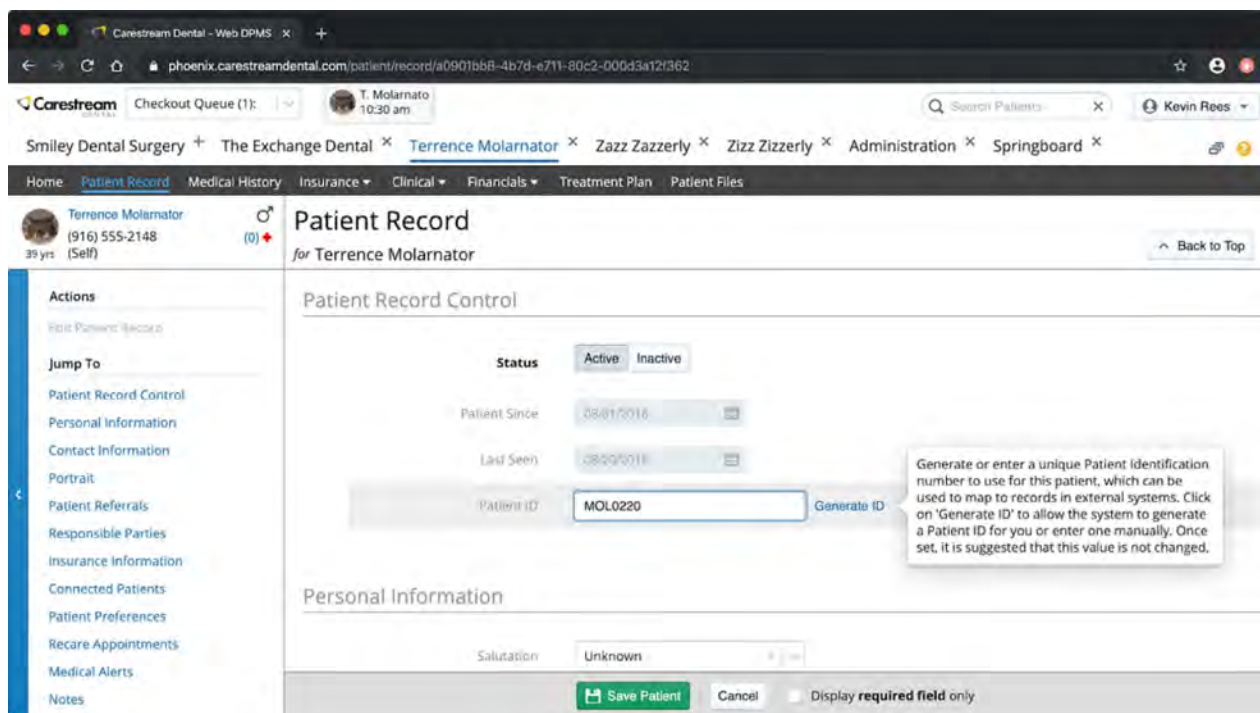 Carestream Dental - Web DPMS × +
phoenix.carestreamdental.com/patient/record/a0901bb8-4b7d-e711-80c2-000d3a12f362
Carestream DENTAL Checkout Queue (1): T. Molarnato 10:30 am Search Patients × Kevin Rees
Smiley Dental Surgery + The Exchange Dental × Terrence Molarnator × Zazz Zazzerly × Zizz Zizzerly × Administration × Springboard ×
Home Patient Record Medical History Insurance Clinical Financials Treatment Plan Patient Files
Terrence Molarnator
(916) 555-2148 (0)
39 yrs (Self)
Patient Record
for Terrence Molarnator
Back to Top
Actions
Edit Patient Record
Jump To
Patient Record Control
Personal Information
Contact Information
Portrait
Patient Referrals
Responsible Parties
Insurance Information
Connected Patients
Patient Preferences
Recare Appointments
Medical Alerts
Notes
Patient Record Control
Status Active Inactive
Patient Since
Last Seen
Patient ID MOL0220 Generate ID
Generate or enter a unique Patient Identification
number to use for this patient, which can be
used to map to records in external systems. Click
on 'Generate ID' to allow the system to generate
a Patient ID for you or enter one manually. Once
set, it is suggested that this value is not changed.
Personal Information
Salutation Unknown
Save Patient Cancel Display required field only